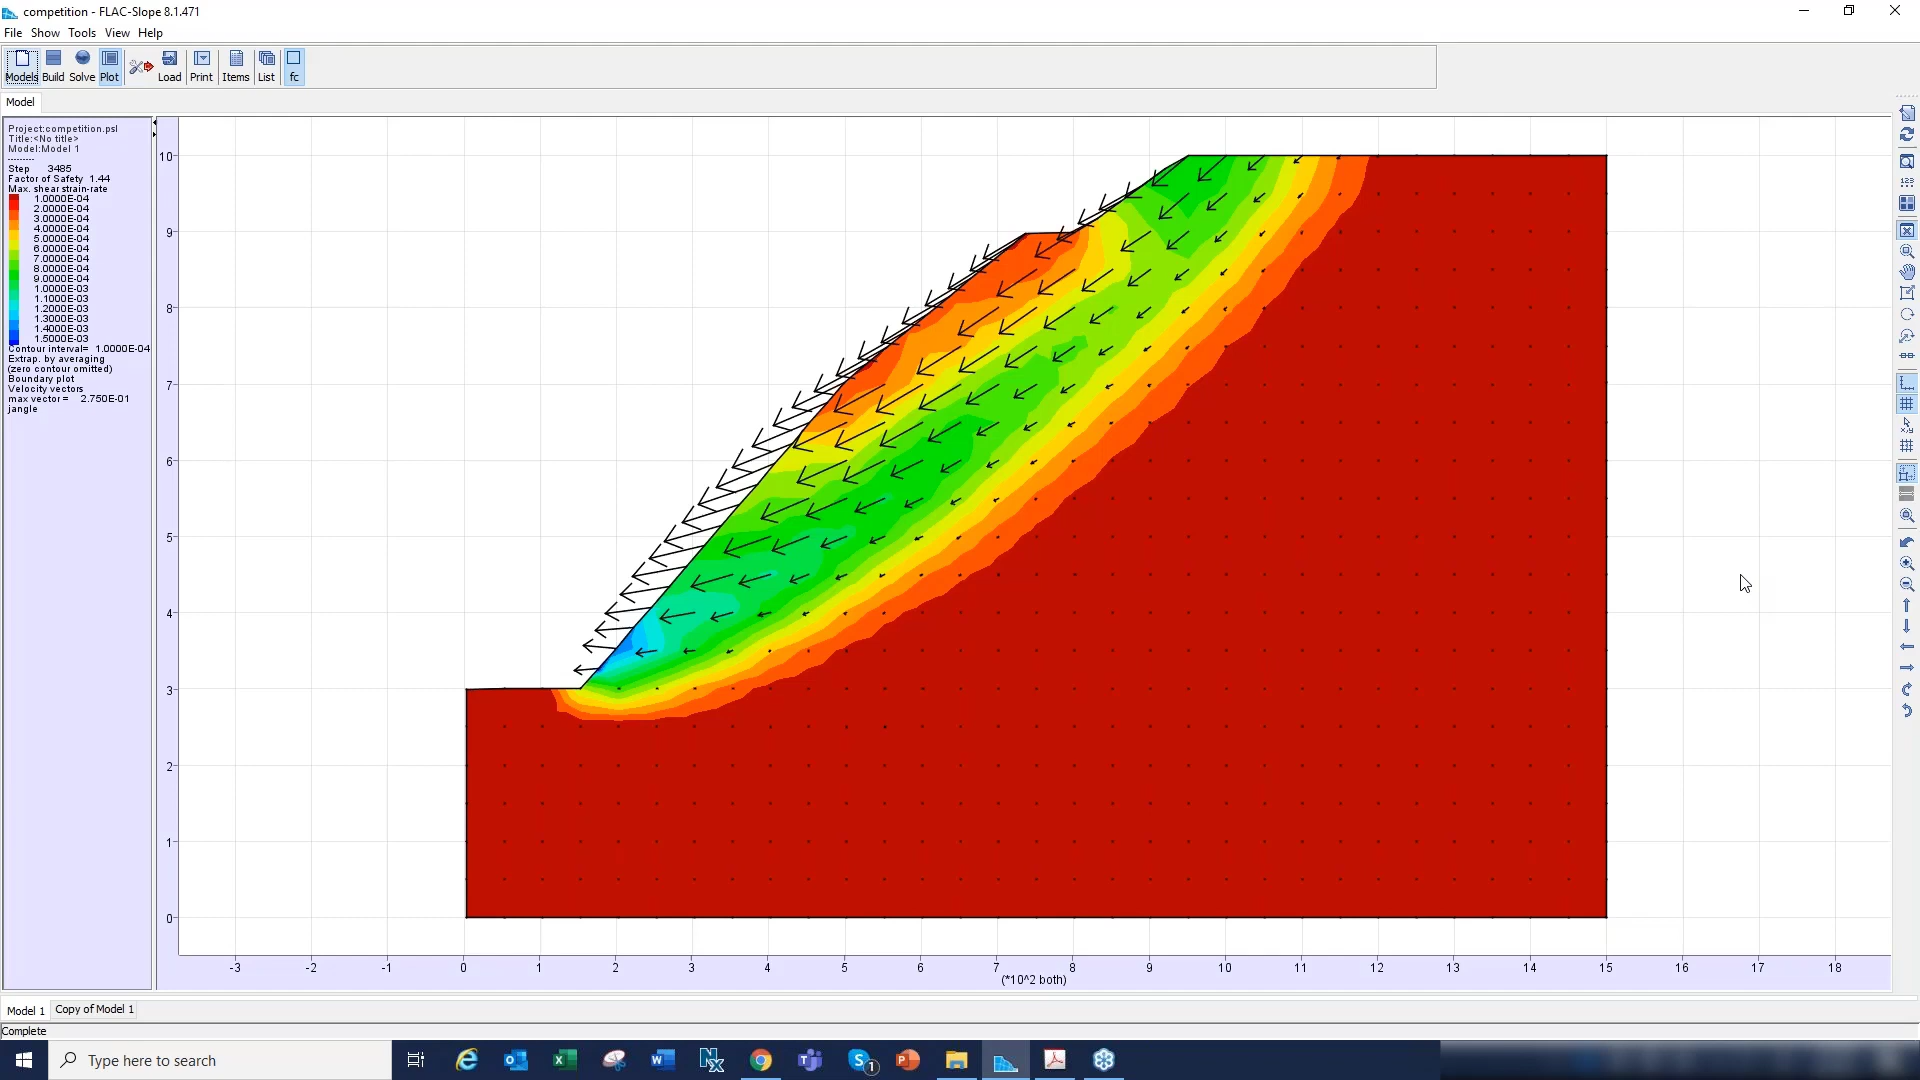 competition - FLAC-Slope 8.1.471
File Show Tools View Help
Models Build Solve Plot Load Print Items List fc
Model
Project:competition.psl
Title:<No title>
Model:Model 1
----------
Step 3485
Factor of Safety 1.44
Max. shear strain-rate
1.0000E-04
2.0000E-04
3.0000E-04
4.0000E-04
5.0000E-04
6.0000E-04
7.0000E-04
8.0000E-04
9.0000E-04
1.0000E-03
1.1000E-03
1.2000E-03
1.3000E-03
1.4000E-03
1.5000E-03
Contour interval= 1.0000E-04
Extrap. by averaging
(zero contour omitted)
Boundary plot
Velocity vectors
max vector = 2.750E-01
jangle
10
9
8
7
6
5
4
3
2
1
0
-3 -2 -1 0 1 2 3 4 5 6 7 8 9 10 11 12 13 14 15 16 17 18
(*10^2 both)
123
Model 1 Copy of Model 1
Complete
Type here to search
1